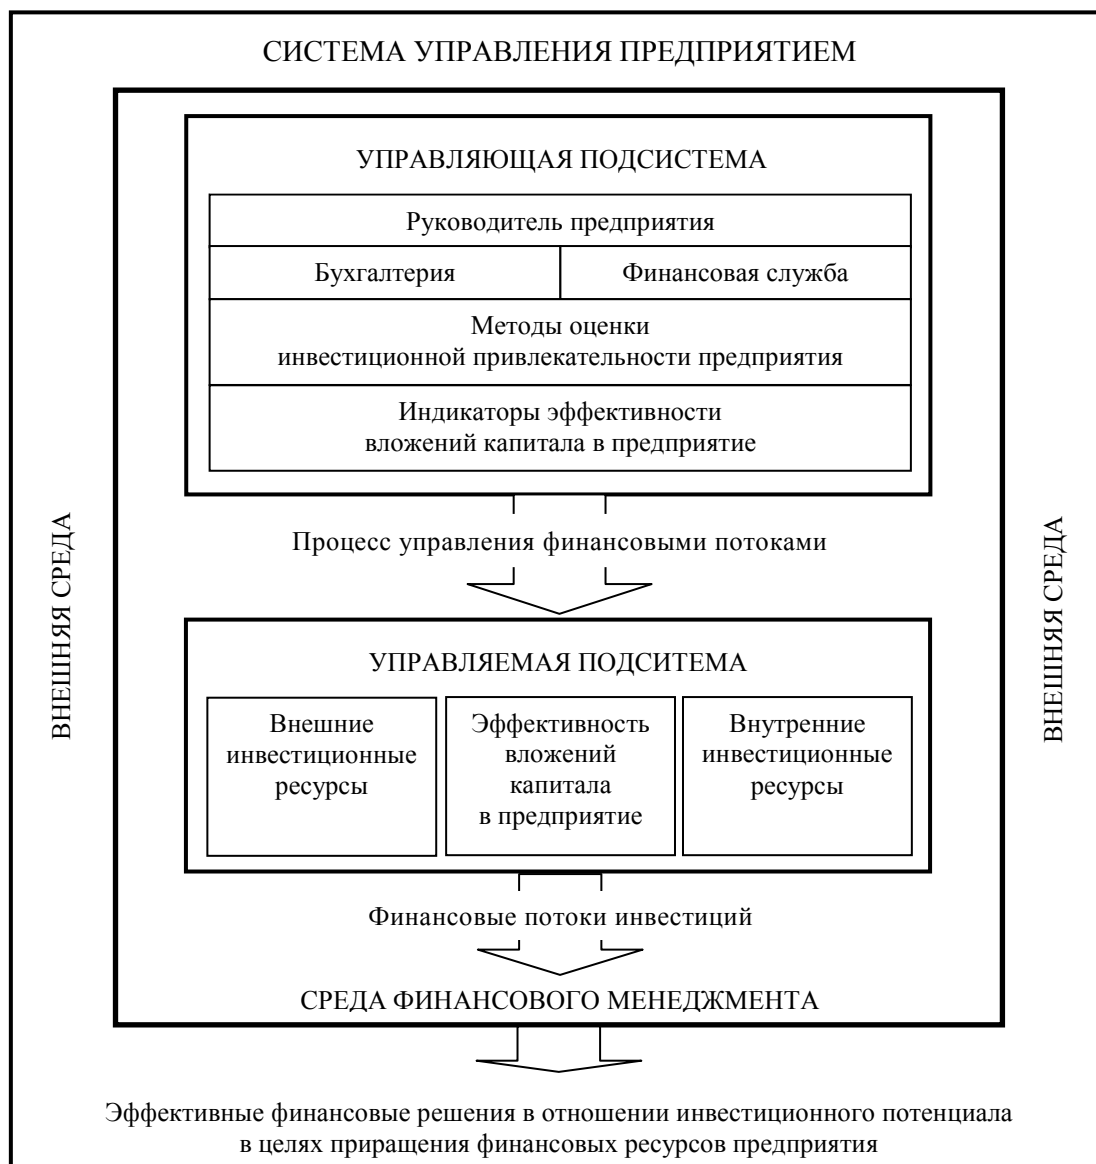 СИСТЕМА УПРАВЛЕНИЯ ПРЕДПРИЯТИЕМ
УПРАВЛЯЮЩАЯ ПОДСИСТЕМА
Руководитель предприятия
Бухгалтерия
Финансовая служба
Методы оценки
инвестиционной привлекательности предприятия
Индикаторы эффективности
вложений капитала в предприятие
Процесс управления финансовыми потоками
ВНЕШНЯЯ СРЕДА
ВНЕШНЯЯ СРЕДА
УПРАВЛЯЕМАЯ ПОДСИТЕМА
Внешние
инвестиционные
ресурсы
Эффективность
вложений
капитала
в предприятие
Внутренние
инвестиционные
ресурсы
Финансовые потоки инвестиций
СРЕДА ФИНАНСОВОГО МЕНЕДЖМЕНТА
Эффективные финансовые решения в отношении инвестиционного потенциала
в целях приращения финансовых ресурсов предприятия